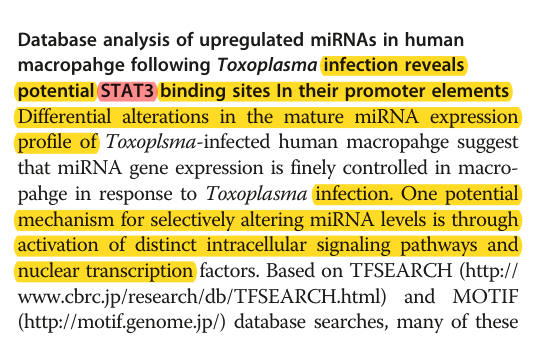 Database analysis of upregulated miRNAs in human
macropahge following Toxoplasma infection reveals
potential STAT3 binding sites In their promoter elements
Differential alterations in the mature miRNA expression
profile of Toxoplsma-infected human macropahge suggest
that miRNA gene expression is finely controlled in macro-
pahge in response to Toxoplasma infection. One potential
mechanism for selectively altering miRNA levels is through
activation of distinct intracellular signaling pathways and
nuclear transcription factors. Based on TFSEARCH (http://
www.cbrc.jp/research/db/TFSEARCH.html) and MOTIF
(http://motif.genome.jp/) database searches, many of these